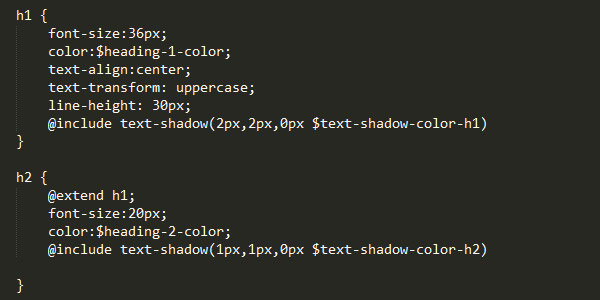 h1 {
    font-size:36px;
    color:$heading-1-color;
    text-align:center;
    text-transform: uppercase;
    line-height: 30px;
    @include text-shadow(2px,2px,0px $text-shadow-color-h1)
}

h2 {
    @extend h1;
    font-size:20px;
    color:$heading-2-color;
    @include text-shadow(1px,1px,0px $text-shadow-color-h2)

}